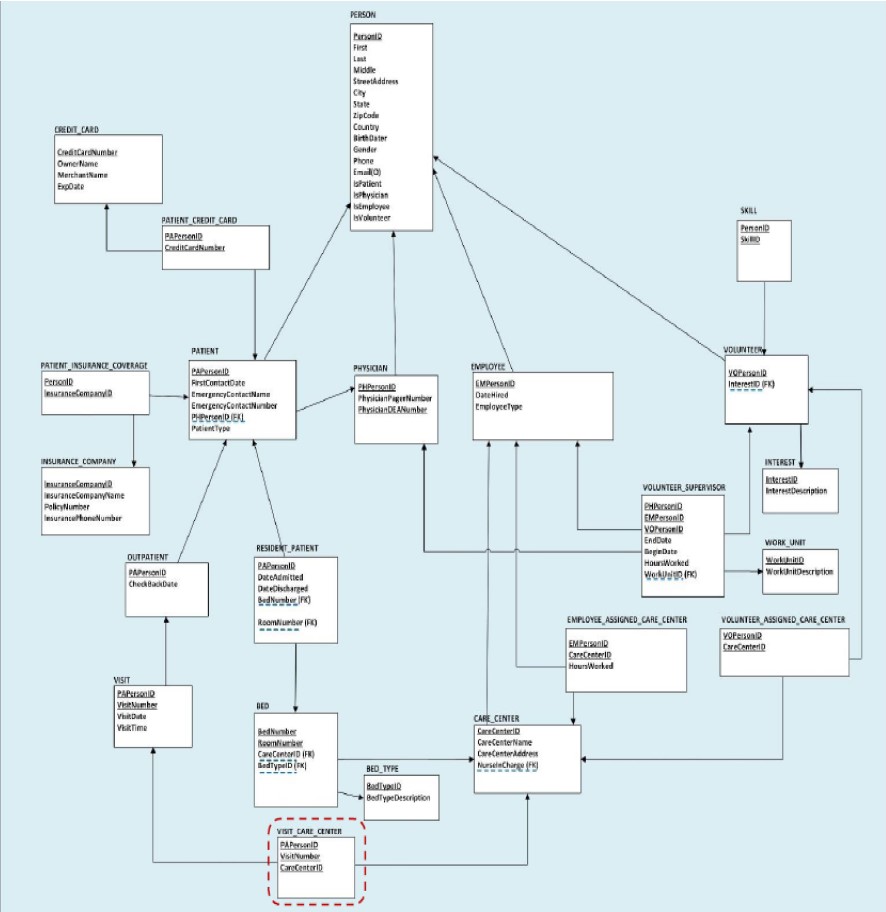 PERSON
PersonID
First
Last
Middle
StreetAddress
City
State
ZipCode
Country
BirthDater
Gender
Phone
Email(O)
IsPatient
IsPhysician
IsEmployee
IsVolunteer
CREDIT_CARD
CreditCardNumber
OwnerName
MerchantName
ExpDate
PATIENT_CREDIT_CARD
PAPersonID
CreditCardNumber
SKILL
PersonID
SkillID
PATIENT_INSURANCE_COVERAGE
PersonID
InsuranceCompanyID
PATIENT
PAPersonID
FirstContactDate
EmergencyContactName
EmergencyContactNumber
PHPersonID (FK)
PatientType
PHYSICIAN
PHPersonID
PhysicianPagerNumber
PhysicianDEANumber
EMPLOYEE
EMPersonID
DateHired
EmployeeType
VOLUNTEER
VOPersonID
InterestID (FK)
INSURANCE_COMPANY
InsuranceCompanyID
InsuranceCompanyName
PolicyNumber
InsurancePhoneNumber
INTEREST
InterestID
InterestDescription
VOLUNTEER_SUPERVISOR
PHPersonID
EMPersonID
VOPersonID
EndDate
BeginDate
HoursWorked
WorkUnitID (FK)
WORK_UNIT
WorkUnitID
WorkUnitDescription
OUTPATIENT
PAPersonID
CheckBackDate
RESIDENT_PATIENT
PAPersonID
DateAdmitted
DateDischarged
BedNumber (FK)
RoomNumber (FK)
EMPLOYEE_ASSIGNED_CARE_CENTER
EMPersonID
CareCenterID
HoursWorked
VOLUNTEER_ASSIGNED_CARE_CENTER
VOPersonID
CareCenterID
VISIT
PAPersonID
VisitNumber
VisitDate
VisitTime
BED
BedNumber
RoomNumber
CareCenterID (FK)
BedTypeID (FK)
CARE_CENTER
CareCenterID
CareCenterName
CareCenterAddress
NurseInCharge (FK)
BED_TYPE
BedTypeID
BedTypeDescription
VISIT_CARE_CENTER
PAPersonID
VisitNumber
CareCenterID